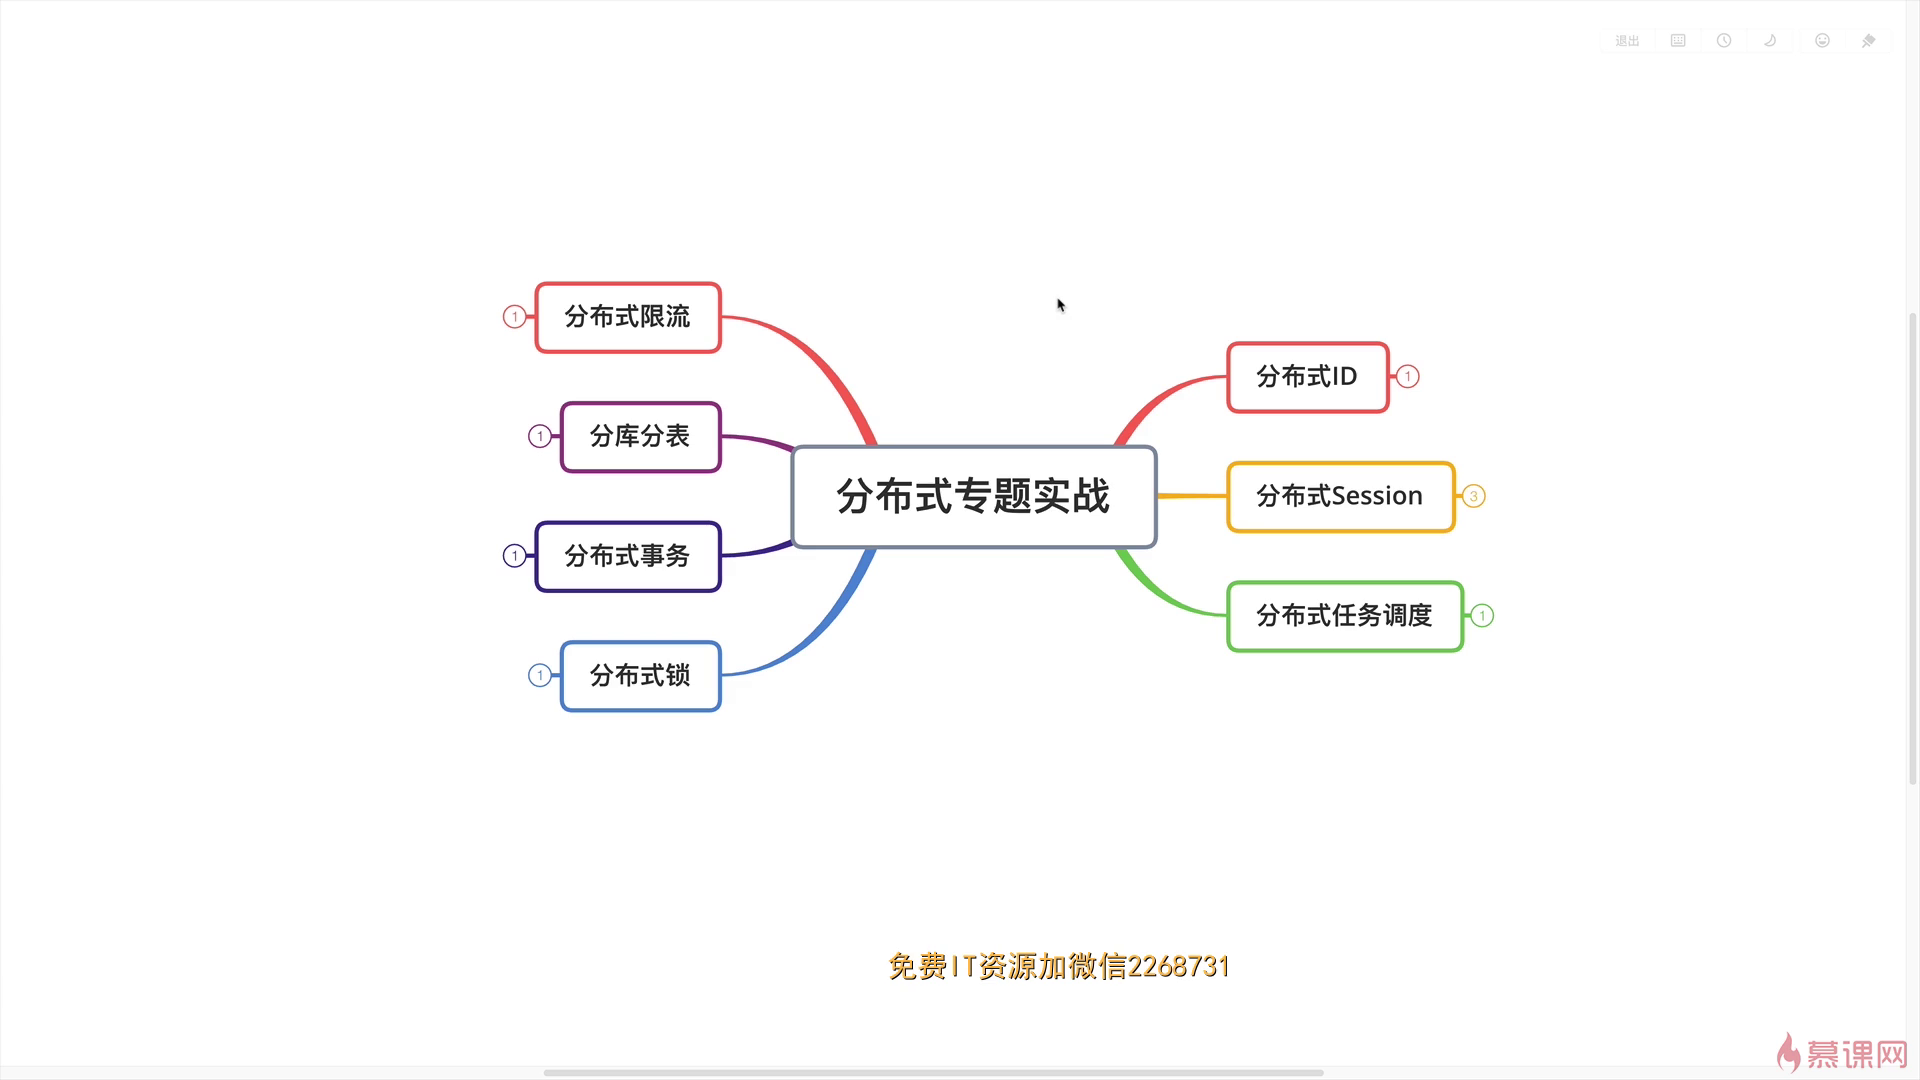 退出
分布式限流
1
分库分表
1
分布式事务
1
分布式锁
1
分布式专题实战
分布式ID
1
分布式Session
3
分布式任务调度
1
免费IT资源加微信2268731
慕课网